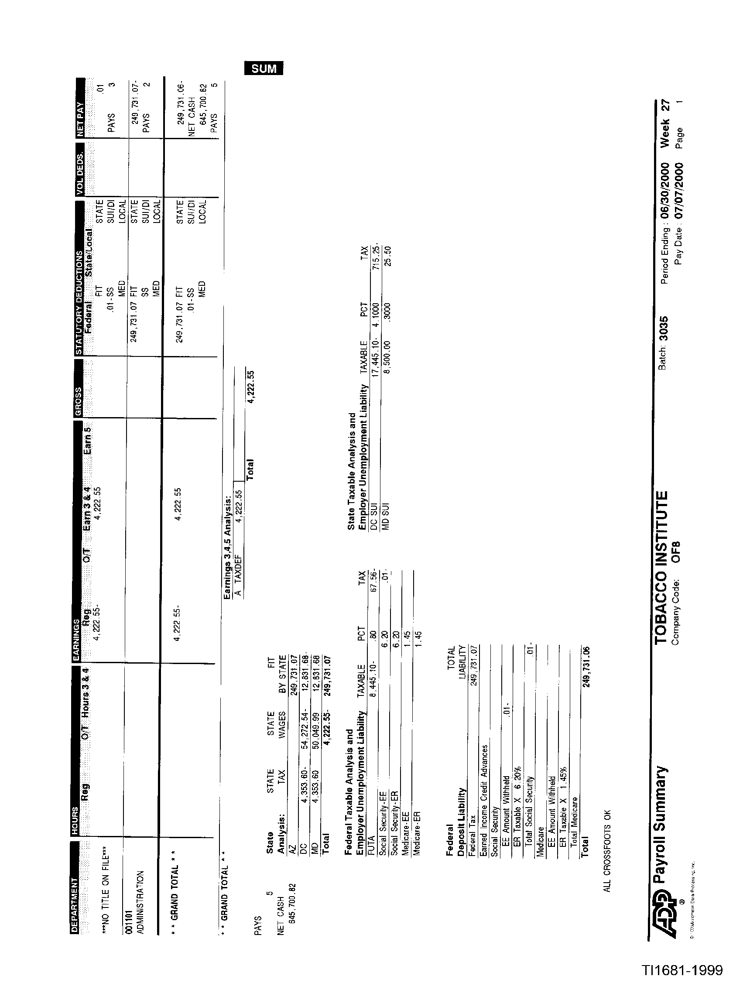 SUM
DEPARTMENT HOURS EARNINGS GROSS STATUTORY DEDUCTIONS VOL DEDS. NET PAY
Reg O/T Hours 3 & 4 Reg O/T Earn 3 & 4 Earn 5 Federal State/Local
***NO TITLE ON FILE*** 4,222.55- 4,222.55 FIT STATE .01
.01-SS SUI/DI PAYS 3
MED LOCAL
001101 249,731.07 FIT STATE 249,731.07-
ADMINISTRATION SS SUI/DI PAYS 2
MED LOCAL
* * GRAND TOTAL * * 4,222.55- 4,222.55 249,731.07 FIT STATE 249,731.06-
.01-SS SUI/DI NET CASH
MED LOCAL 645,700.82
PAYS 5
* * GRAND TOTAL * *
Earnings 3,4,5 Analysis:
A TAXDEF 4,222.55
Total 4,222.55
PAYS 5
NET CASH
645,700.82
State STATE STATE FIT
Analysis: TAX WAGES BY STATE
AZ 249,731.07
DC 4,353.60- 54,272.54- 12,831.68-
MD 4,353.60 50,049.99 12,831.68
Total 4,222.55- 249,731.07
Federal Taxable Analysis and
Employer Unemployment Liability TAXABLE PCT TAX
FUTA 8,445.10- .80 67.56-
Social Security-EE 6.20 .01-
Social Security-ER 6.20
Medicare-EE 1.45
Medicare-ER 1.45
State Taxable Analysis and
Employer Unemployment Liability TAXABLE PCT TAX
DC SUI 17,445.10- 4.1000 715.25-
MD SUI 8,500.00 .3000 25.50
Federal TOTAL
Deposit Liability LIABILITY
Federal Tax 249,731.07
Earned Income Credit Advances
Social Security
EE Amount Withheld .01-
ER Taxable X 6.20%
Total Social Security .01-
Medicare
EE Amount Withheld
ER Taxable X 1.45%
Total Medicare
Total 249,731.06
ALL CROSSFOOTS OK
ADP Payroll Summary
TOBACCO INSTITUTE
Company Code: OF8
Batch: 3035
Period Ending : 06/30/2000 Week 27
Pay Date : 07/07/2000 Page 1
TI1681-1999